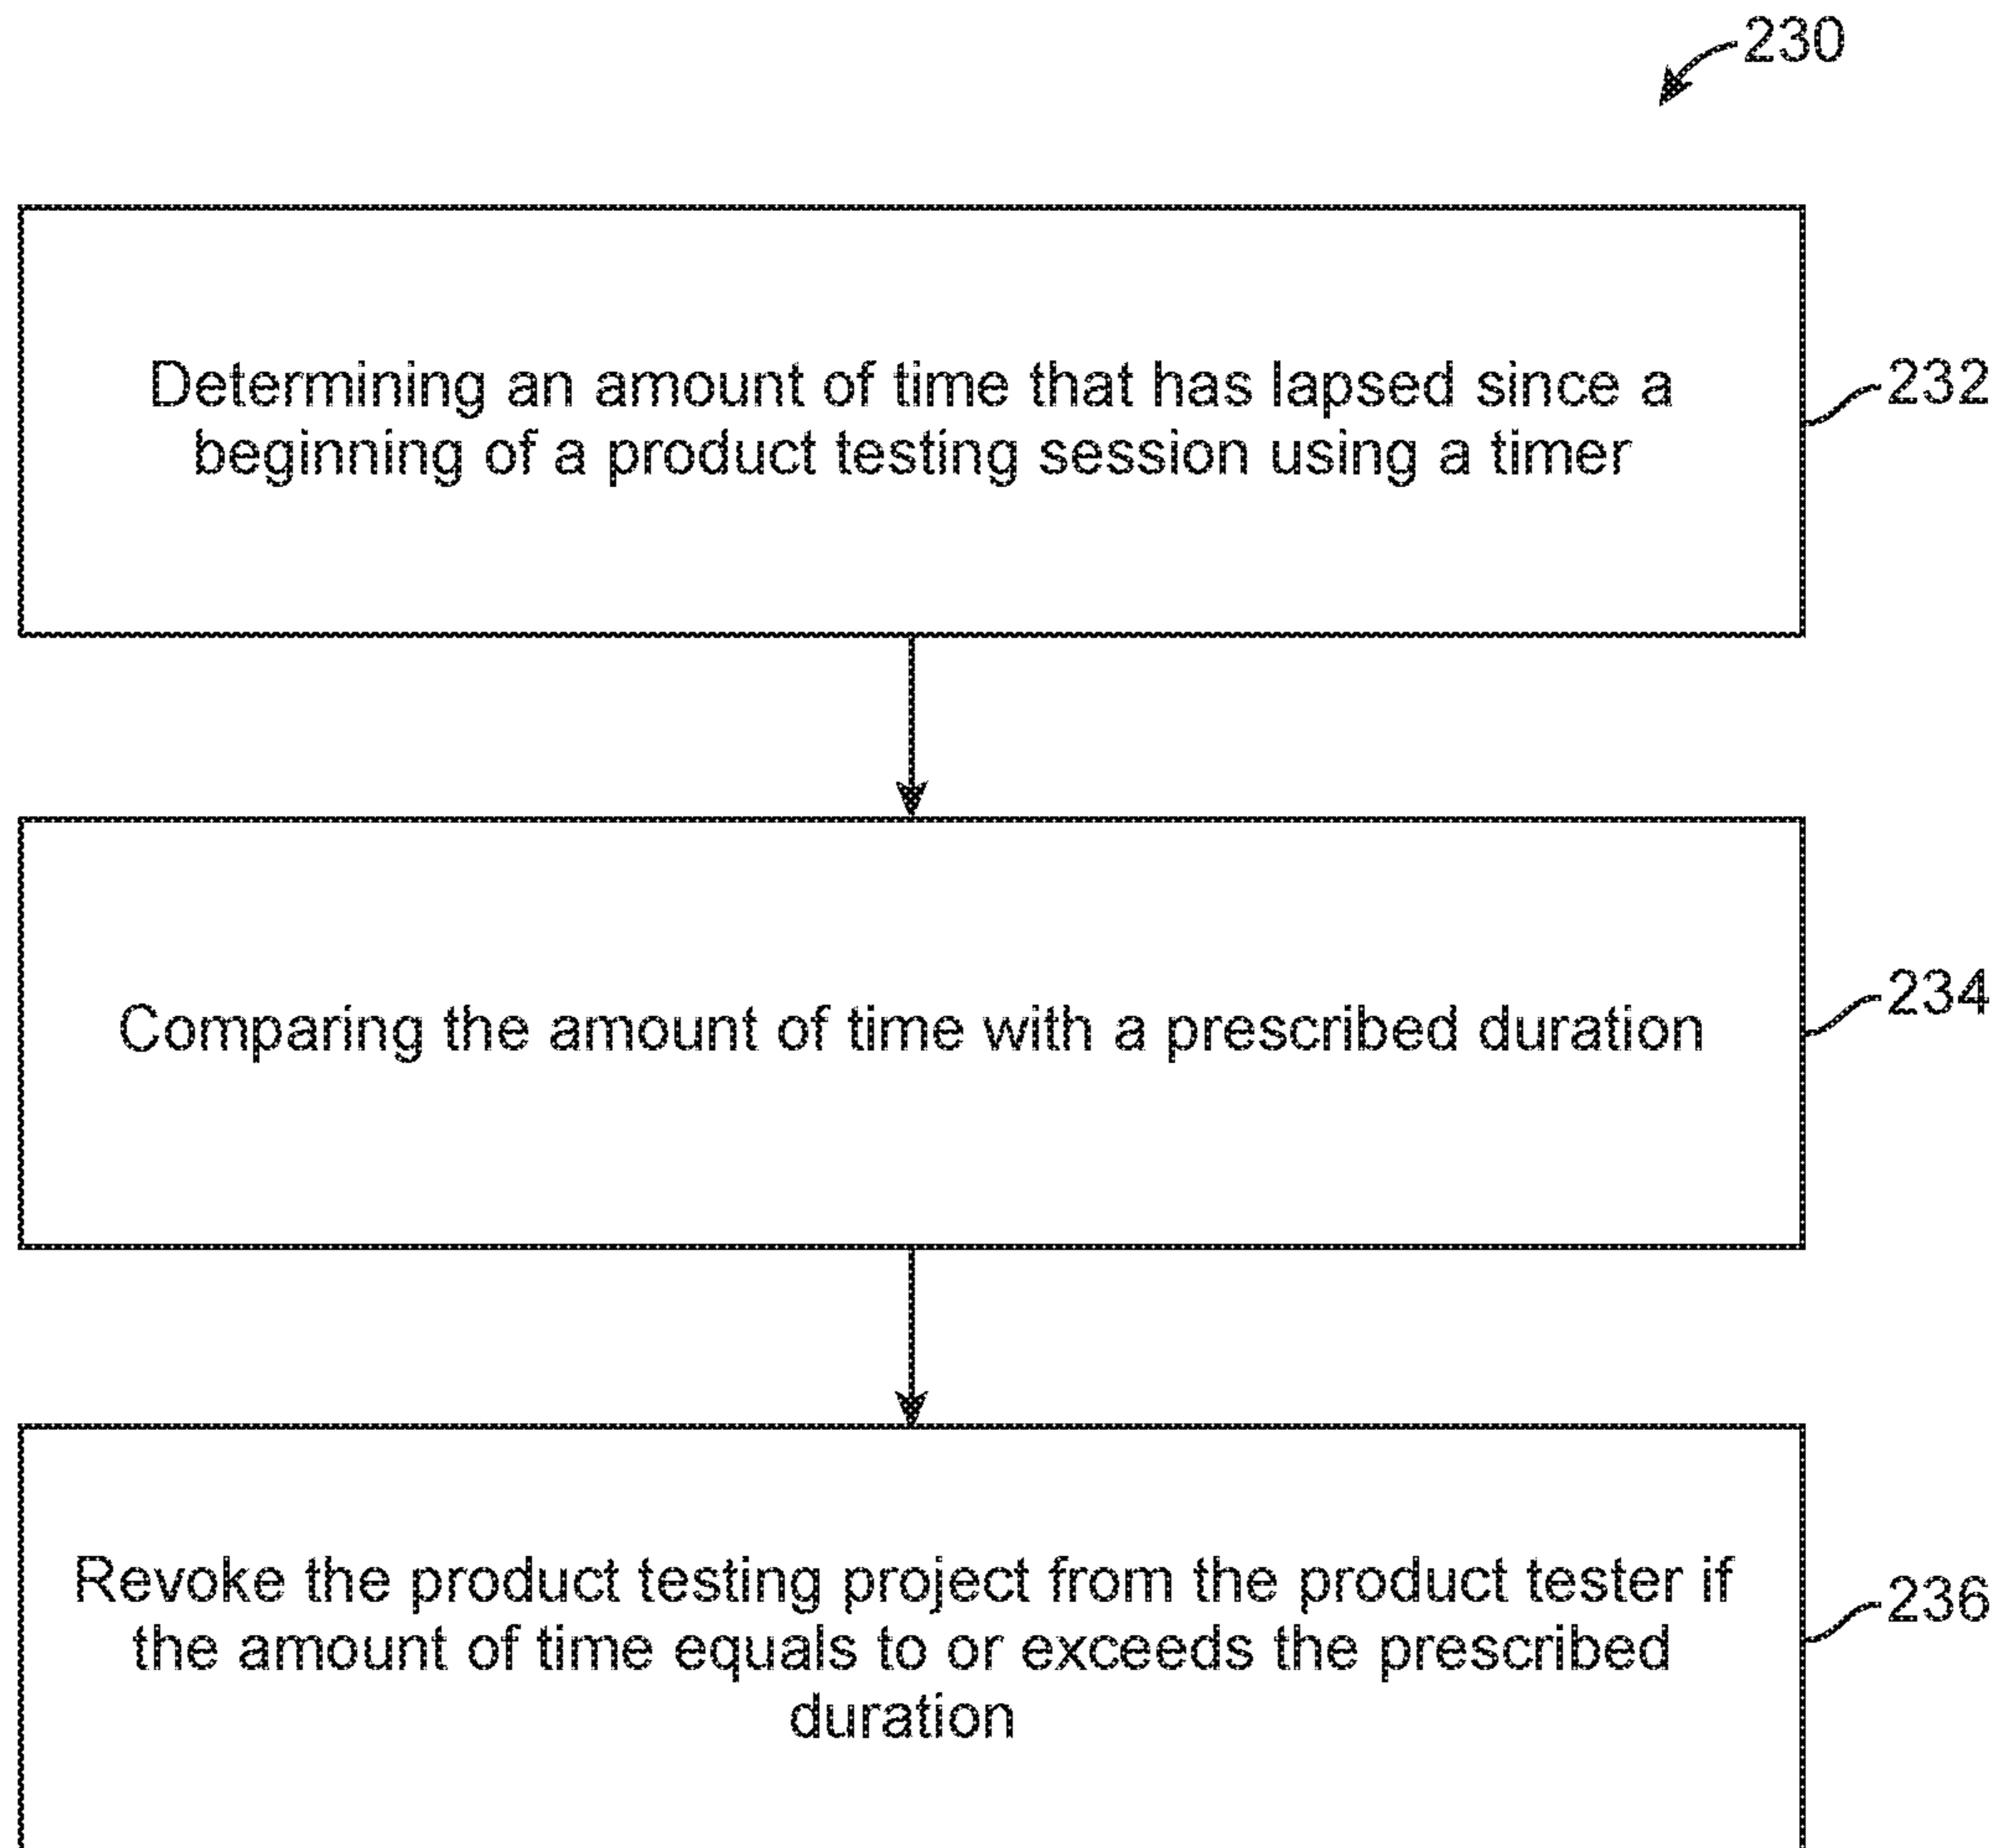 230
Determining an amount of time that has lapsed since a
beginning of a product testing session using a timer
232
Comparing the amount of time with a prescribed duration
234
Revoke the product testing project from the product tester if
the amount of time equals to or exceeds the prescribed
duration
236